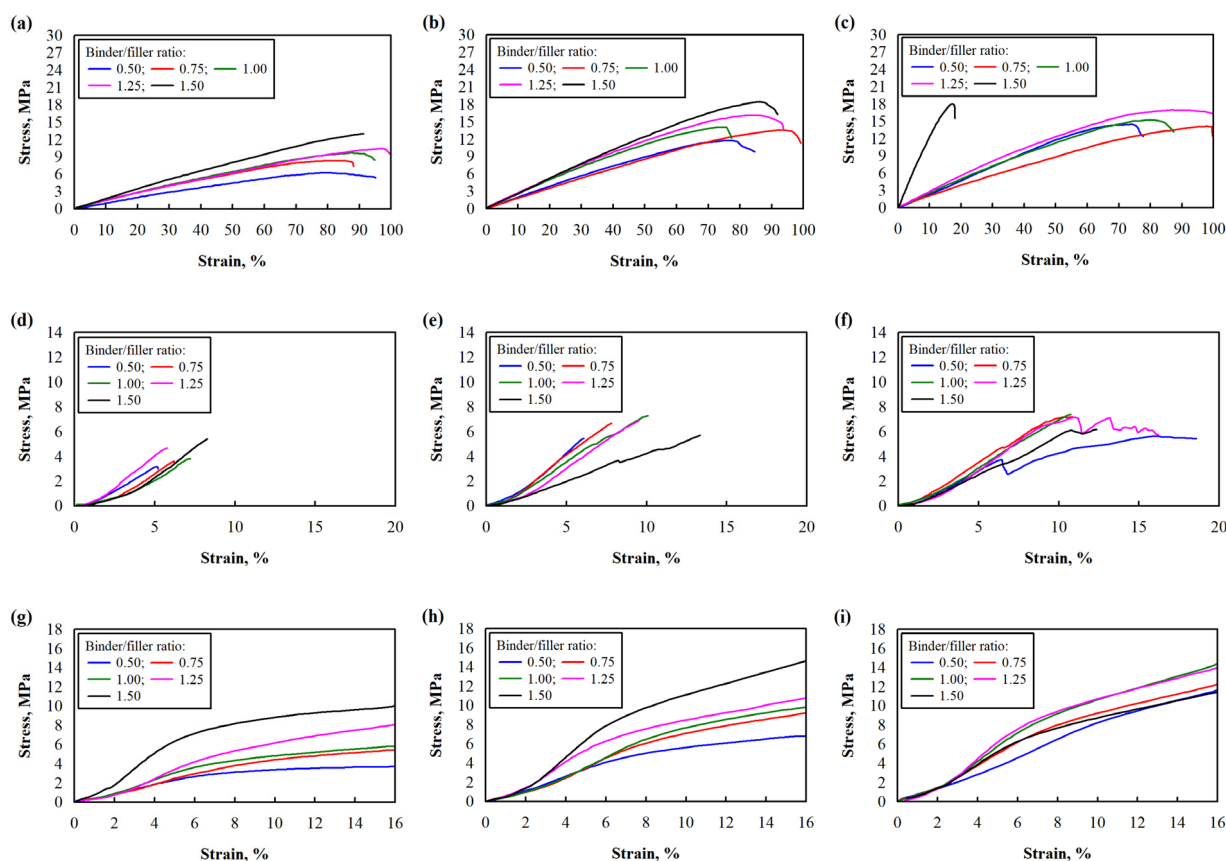 (a)
Stress, MPa
30
27
24
21
18
15
12
9
6
3
0
Binder/filler ratio:
0.50; 0.75; 1.00
1.25; 1.50
0 10 20 30 40 50 60 70 80 90 100
Strain, %
(b)
Stress, MPa
30
27
24
21
18
15
12
9
6
3
0
Binder/filler ratio:
0.50; 0.75; 1.00
1.25; 1.50
0 10 20 30 40 50 60 70 80 90 100
Strain, %
(c)
Stress, MPa
30
27
24
21
18
15
12
9
6
3
0
Binder/filler ratio:
0.50; 0.75; 1.00
1.25; 1.50
0 10 20 30 40 50 60 70 80 90 100
Strain, %
(d)
Stress, MPa
14
12
10
8
6
4
2
0
Binder/filler ratio:
0.50; 0.75
1.00; 1.25
1.50
5 10 15 20
Strain, %
(e)
Stress, MPa
14
12
10
8
6
4
2
0
Binder/filler ratio:
0.50; 0.75
1.00; 1.25
1.50
0 5 10 15 20
Strain, %
(f)
Stress, MPa
14
12
10
8
6
4
2
0
Binder/filler ratio:
0.50; 0.75
1.00; 1.25
1.50
0 5 10 15 20
Strain, %
(g)
Stress, MPa
18
16
14
12
10
8
6
4
2
0
Binder/filler ratio:
0.50; 0.75
1.00; 1.25
1.50
0 2 4 6 8 10 12 14 16
Strain, %
(h)
Stress, MPa
18
16
14
12
10
8
6
4
2
0
Binder/filler ratio:
0.50; 0.75
1.00; 1.25
1.50
0 2 4 6 8 10 12 14 16
Strain, %
(i)
Stress, MPa
18
16
14
12
10
8
6
4
2
0
Binder/filler ratio:
0.50; 0.75
1.00; 1.25
1.50
0 2 4 6 8 10 12 14 16
Strain, %